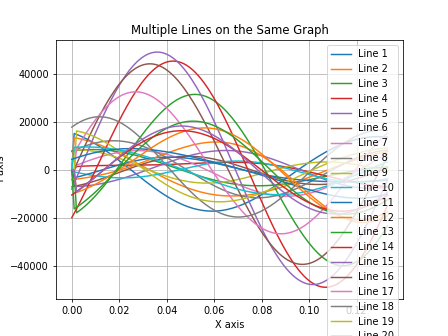 Multiple Lines on the Same Graph
40000
20000
0
−20000
−40000
0.00
0.02
0.04
0.06
0.08
0.10
X axis
axis
Line 1
Line 2
Line 3
Line 4
Line 5
Line 6
Line 7
Line 8
Line 9
Line 10
Line 11
Line 12
Line 13
Line 14
Line 15
Line 16
Line 17
Line 18
Line 19
Line 20